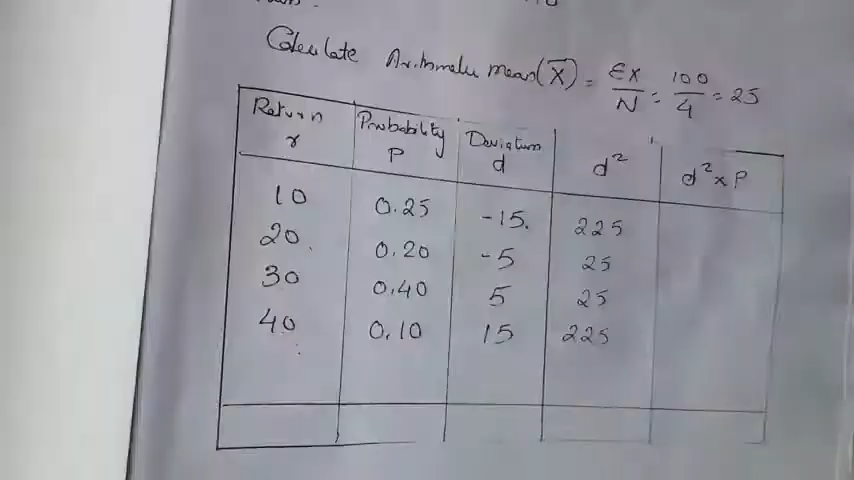 Calculate Arithmetic mean (X̄) = ΣX/N = 100/4 = 25
Return x Probability P Deviation d d² d²xP
10 0.25 -15. 225
20. 0.20 -5 25
30 0.40 5 25
40 0.10 15 225